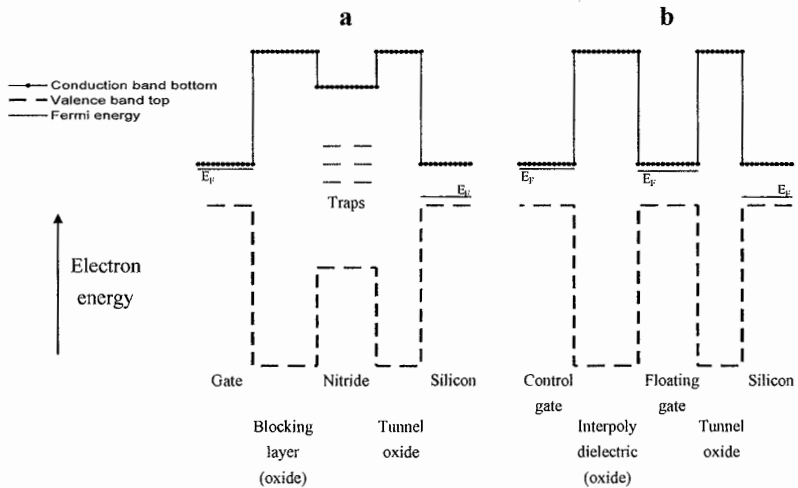 a
b
Conduction band bottom
Valence band top
Fermi energy
E_F
E_F
E_F
E_F
E_F
Traps
Electron
energy
Gate
Nitride
Silicon
Control
gate
Floating
gate
Silicon
Blocking
layer
(oxide)
Tunnel
oxide
Interpoly
dielectric
(oxide)
Tunnel
oxide